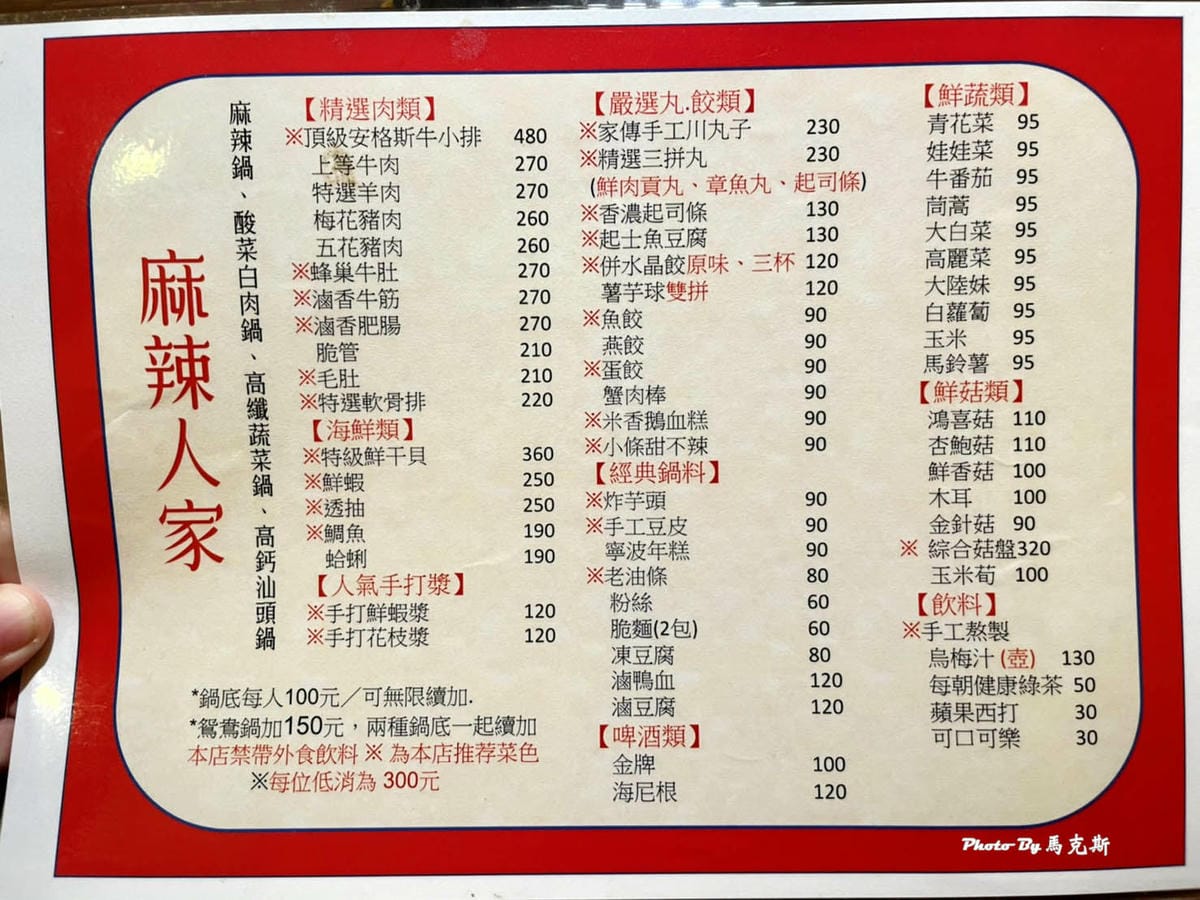 麻辣人家
麻辣鍋、酸菜白肉鍋、高纖蔬菜鍋、高鈣汕頭鍋
【精選肉類】
※頂級安格斯牛小排 480
上等牛肉 270
特選羊肉 270
梅花豬肉 260
五花豬肉 260
※蜂巢牛肚 270
※滷香牛筋 270
※滷香肥腸 270
脆管 210
※毛肚 210
※特選軟骨排 220
【海鮮類】
※特級鮮干貝 360
※鮮蝦 250
※透抽 250
※鯛魚 190
蛤蜊 190
【人氣手打漿】
※手打鮮蝦漿 120
※手打花枝漿 120
*鍋底每人100元／可無限續加.
*鴛鴦鍋加150元，兩種鍋底一起續加
本店禁帶外食飲料 ※ 為本店推荐菜色
※每位低消為 300元
【嚴選丸.餃類】
※家傳手工川丸子 230
※精選三拼丸 230
(鮮肉貢丸、章魚丸、起司條)
※香濃起司條 130
※起士魚豆腐 130
※併水晶餃原味、三杯 120
薯芋球雙拼 120
※魚餃 90
燕餃 90
※蛋餃 90
蟹肉棒 90
※米香鵝血糕 90
※小條甜不辣 90
【經典鍋料】
※炸芋頭 90
※手工豆皮 90
寧波年糕 90
※老油條 80
粉絲 60
脆麵(2包) 60
凍豆腐 80
滷鴨血 120
滷豆腐 120
【啤酒類】
金牌 100
海尼根 120
【鮮蔬類】
青花菜 95
娃娃菜 95
牛番茄 95
茼蒿 95
大白菜 95
高麗菜 95
大陸妹 95
白蘿蔔 95
玉米 95
馬鈴薯 95
【鮮菇類】
鴻喜菇 110
杏鮑菇 110
鮮香菇 100
木耳 100
金針菇 90
※ 綜合菇盤320
玉米筍 100
【飲料】
※手工熬製
烏梅汁 (壺) 130
每朝健康綠茶 50
蘋果西打 30
可口可樂 30
Photo By 馬克斯